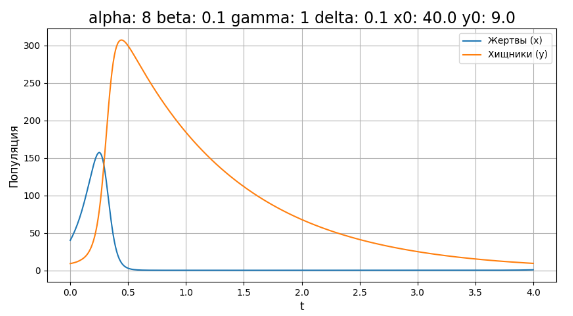 alpha: 8 beta: 0.1 gamma: 1 delta: 0.1 x0: 40.0 y0: 9.0
Жертвы (x)
Хищники (y)
Популяция
300
250
200
150
100
50
0
0.0 0.5 1.0 1.5 2.0 2.5 3.0 3.5 4.0
t